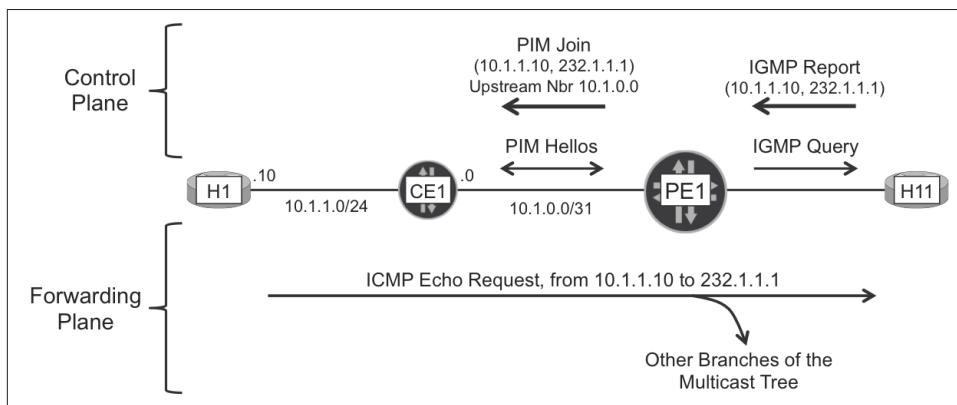 Control
Plane
PIM Join
(10.1.1.10, 232.1.1.1)
Upstream Nbr 10.1.0.0
IGMP Report
(10.1.1.10, 232.1.1.1)
PIM Hellos
IGMP Query
H1
.10
CE1
.0
PE1
H11
10.1.1.0/24
10.1.0.0/31
Forwarding
Plane
ICMP Echo Request, from 10.1.1.10 to 232.1.1.1
Other Branches of the
Multicast Tree